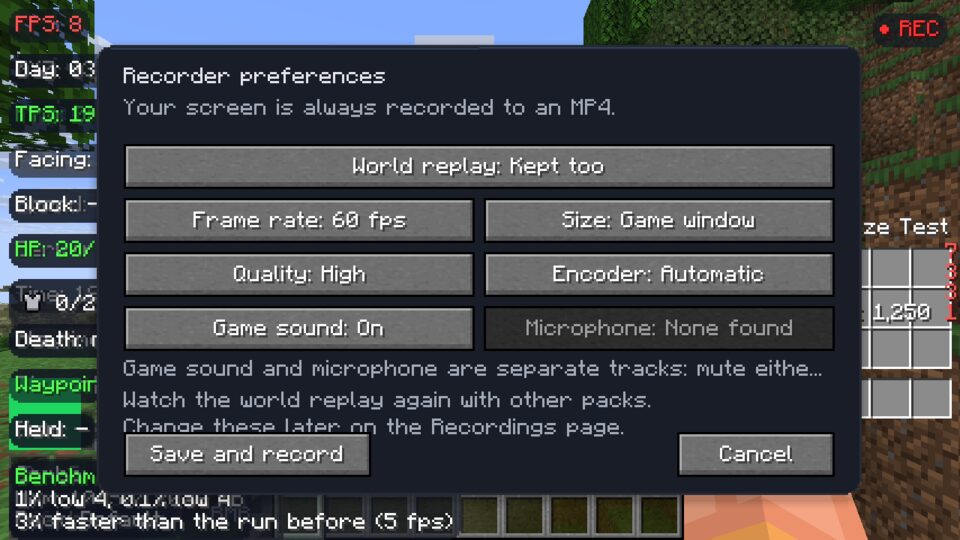 FPS: 8
REC
Day: 03
TPS: 19
Facing:
Block: -
HP: 20/
0/2
Death:
Waypoin
Held: -
Benchm
1% low 4, 0.1% low
3% faster than the run before (5 fps)
Recorder preferences
Your screen is always recorded to an MP4.
World replay: Kept too
Frame rate: 60 fps
Size: Game window
Quality: High
Encoder: Automatic
Game sound: On
Microphone: None found
Game sound and microphone are separate tracks: mute eithe...
Watch the world replay again with other packs.
Change these later on the Recordings page.
Save and record
Cancel
ze Test
1,250